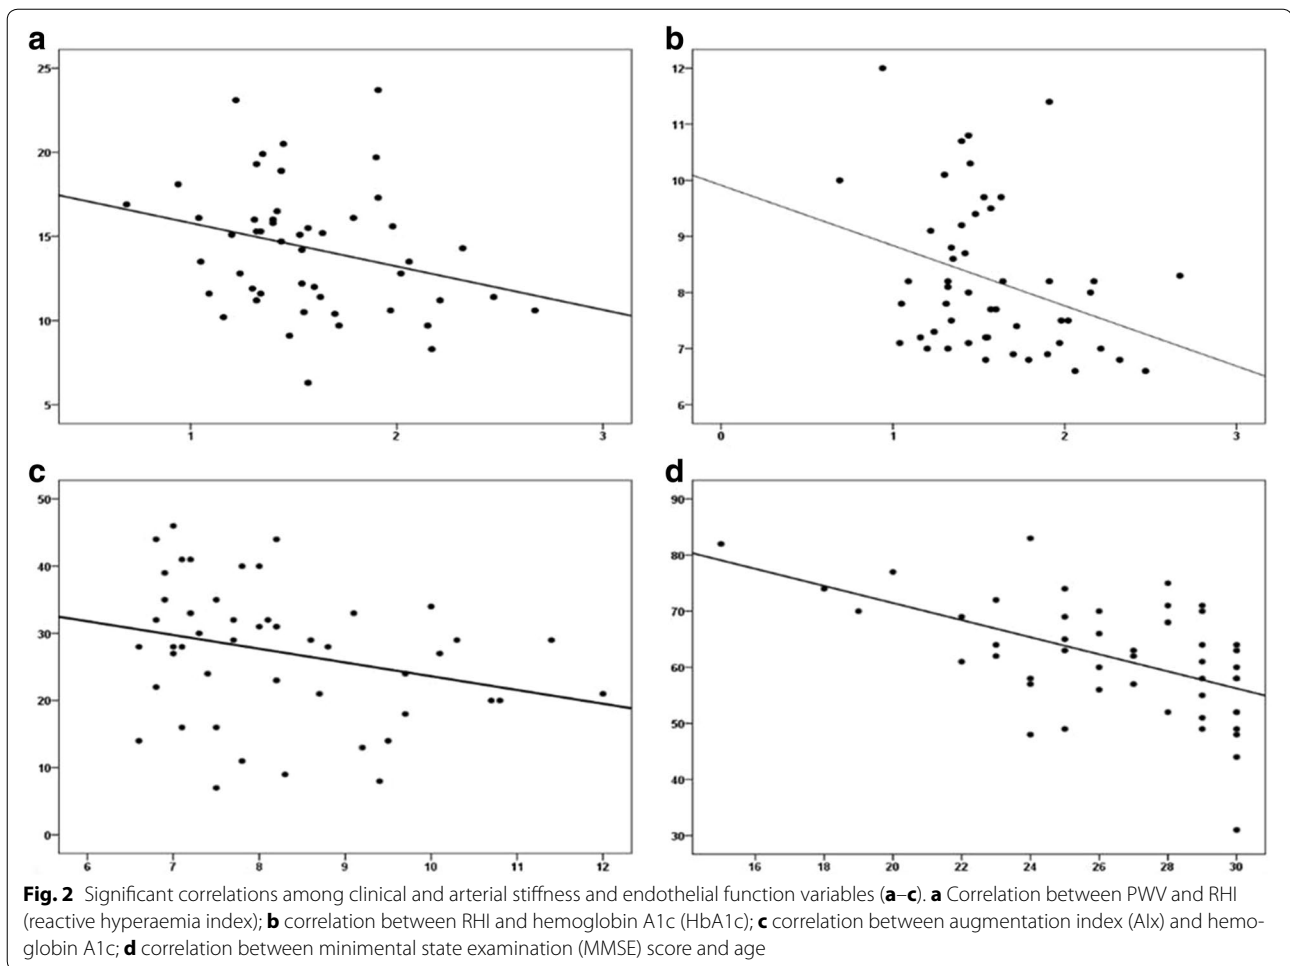 a
b
25
20
15
10
5
1 2 3
12
11
10
9
8
7
6
0 1 2 3
c
d
50
40
30
20
10
0
6 7 8 9 10 11 12
90
80
70
60
50
40
30
16 18 20 22 24 26 28 30
Fig. 2 Significant correlations among clinical and arterial stiffness and endothelial function variables (a–c). a Correlation between PWV and RHI
(reactive hyperaemia index); b correlation between RHI and hemoglobin A1c (HbA1c); c correlation between augmentation index (AIx) and hemo-
globin A1c; d correlation between minimental state examination (MMSE) score and age